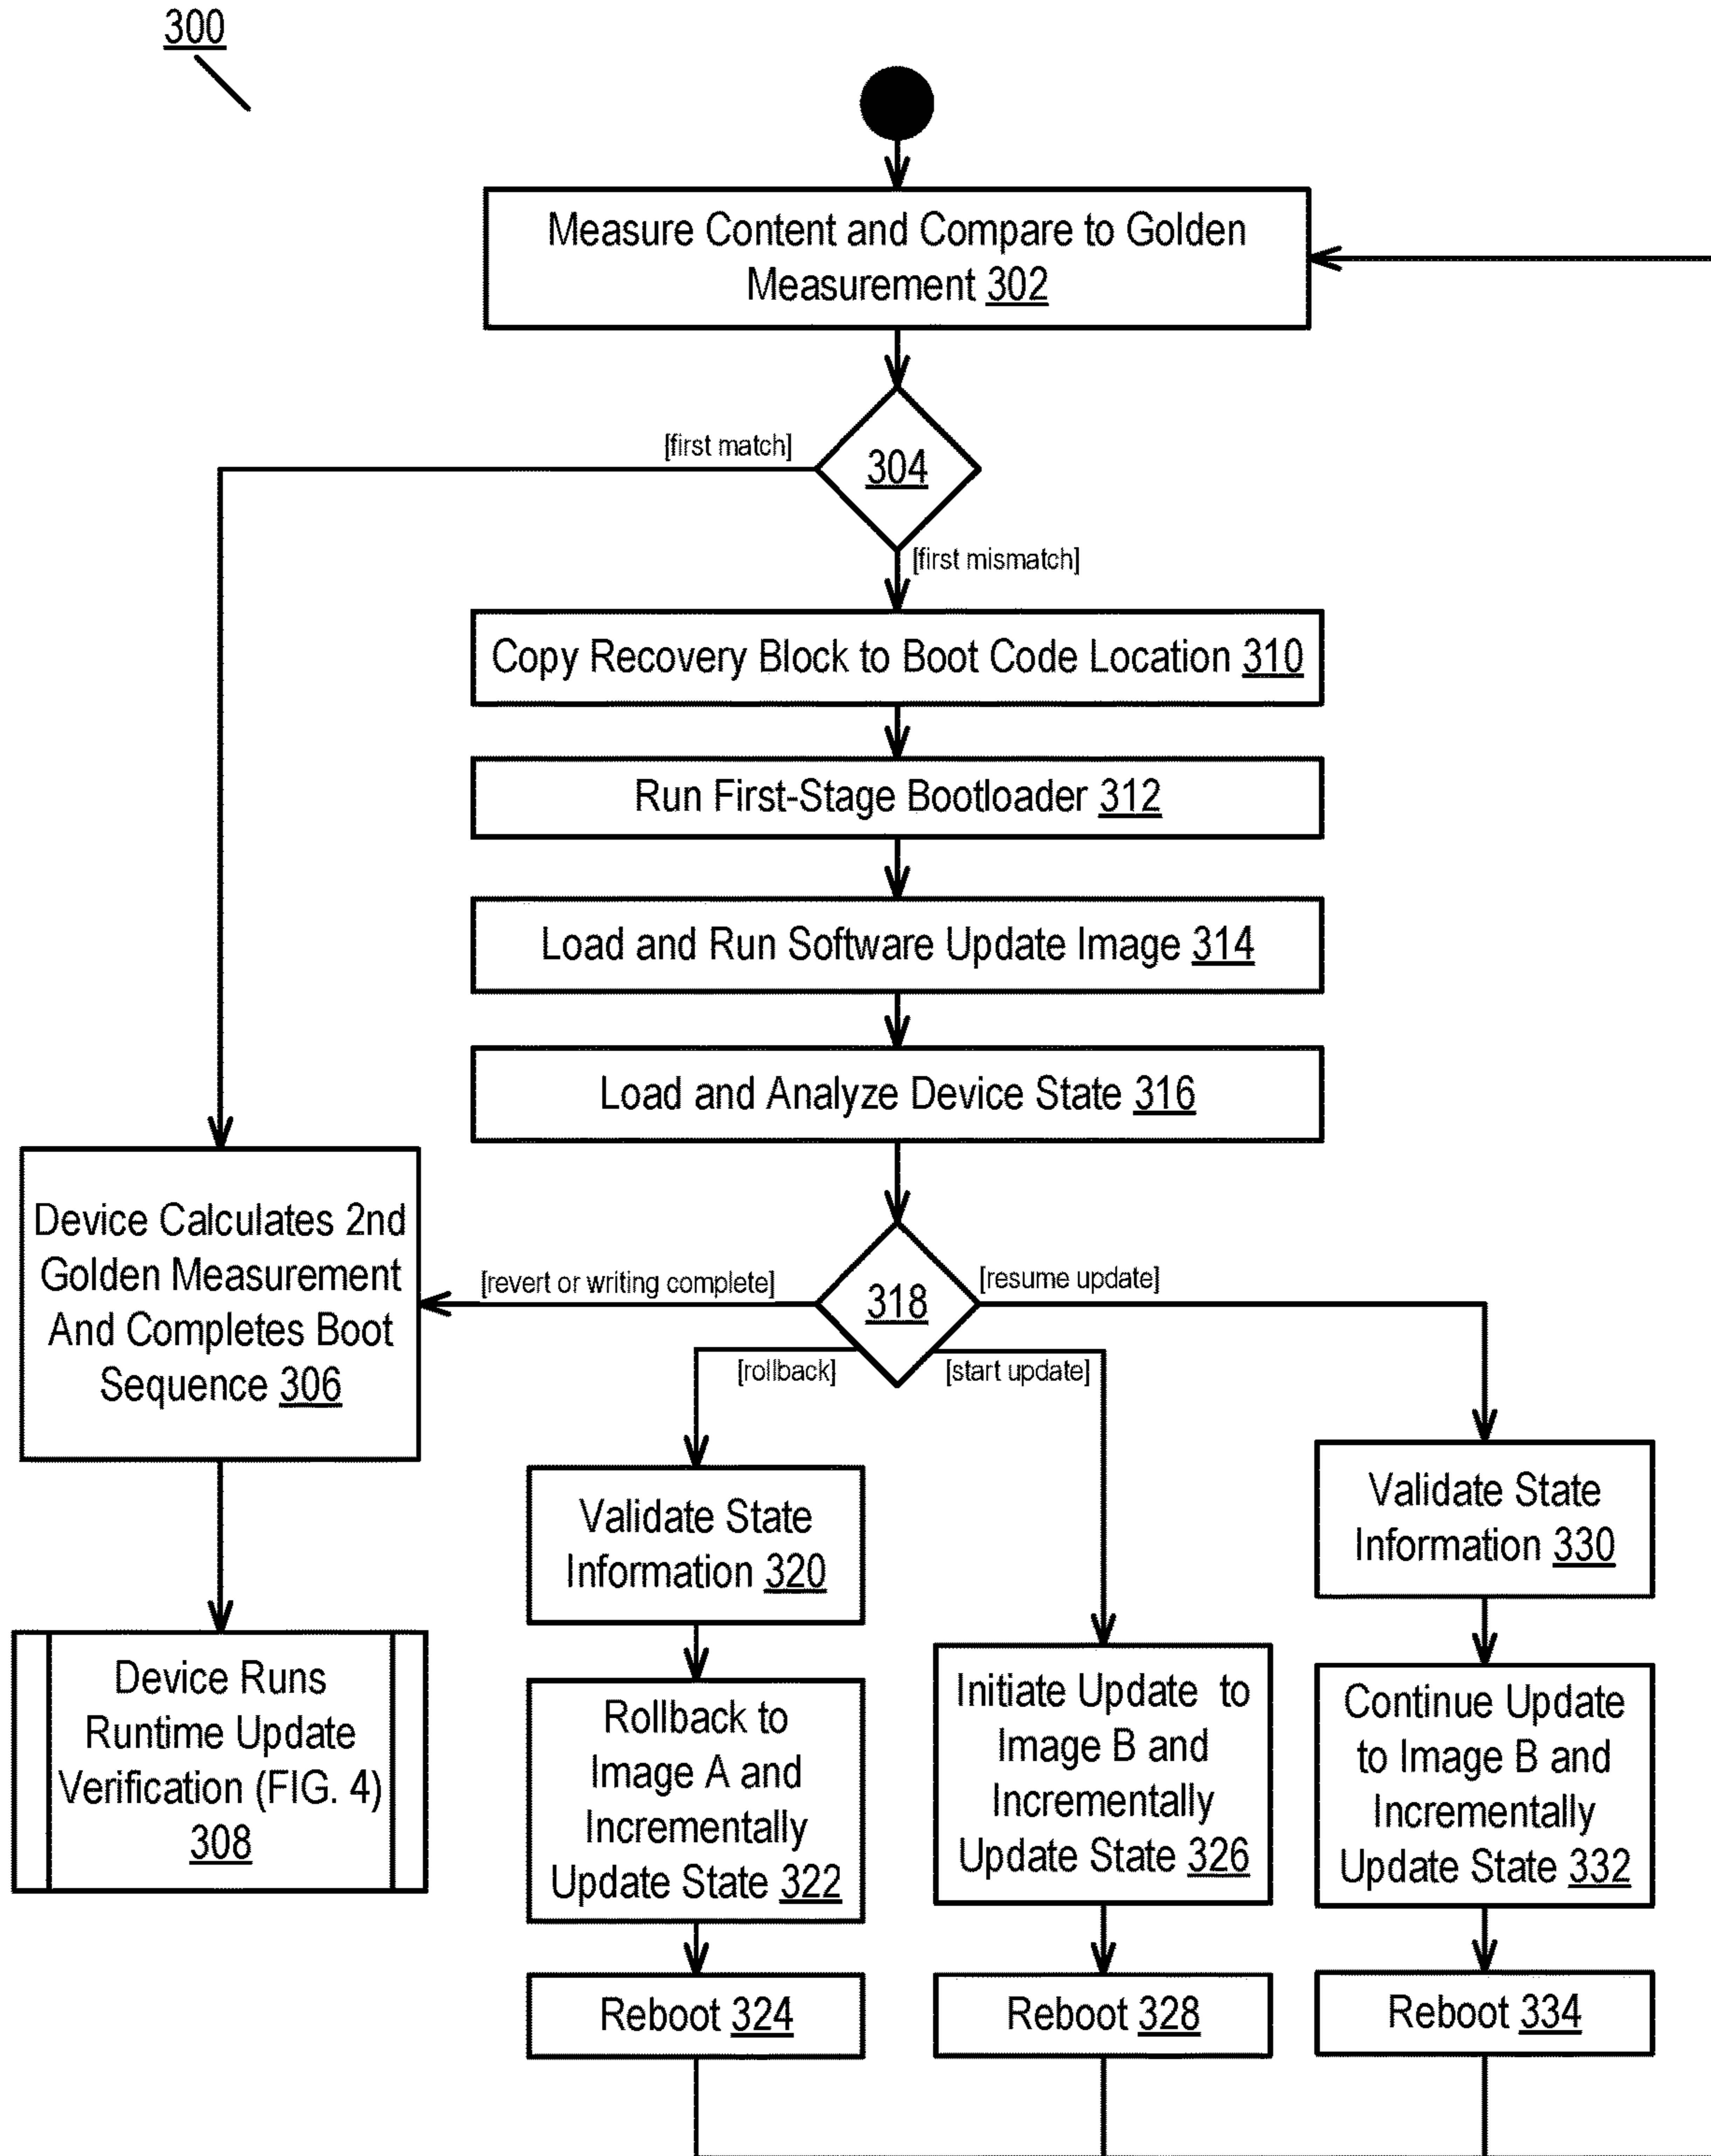 300
Measure Content and Compare to Golden
Measurement 302
[first match]
304
[first mismatch]
Copy Recovery Block to Boot Code Location 310
Run First-Stage Bootloader 312
Load and Run Software Update Image 314
Load and Analyze Device State 316
Device Calculates 2nd
Golden Measurement
And Completes Boot
Sequence 306
[revert or writing complete]
318
[resume update]
[rollback]
[start update]
Validate State
Information 320
Validate State
Information 330
Device Runs
Runtime Update
Verification (FIG. 4)
308
Rollback to
Image A and
Incrementally
Update State 322
Initiate Update to
Image B and
Incrementally
Update State 326
Continue Update
to Image B and
Incrementally
Update State 332
Reboot 324
Reboot 328
Reboot 334